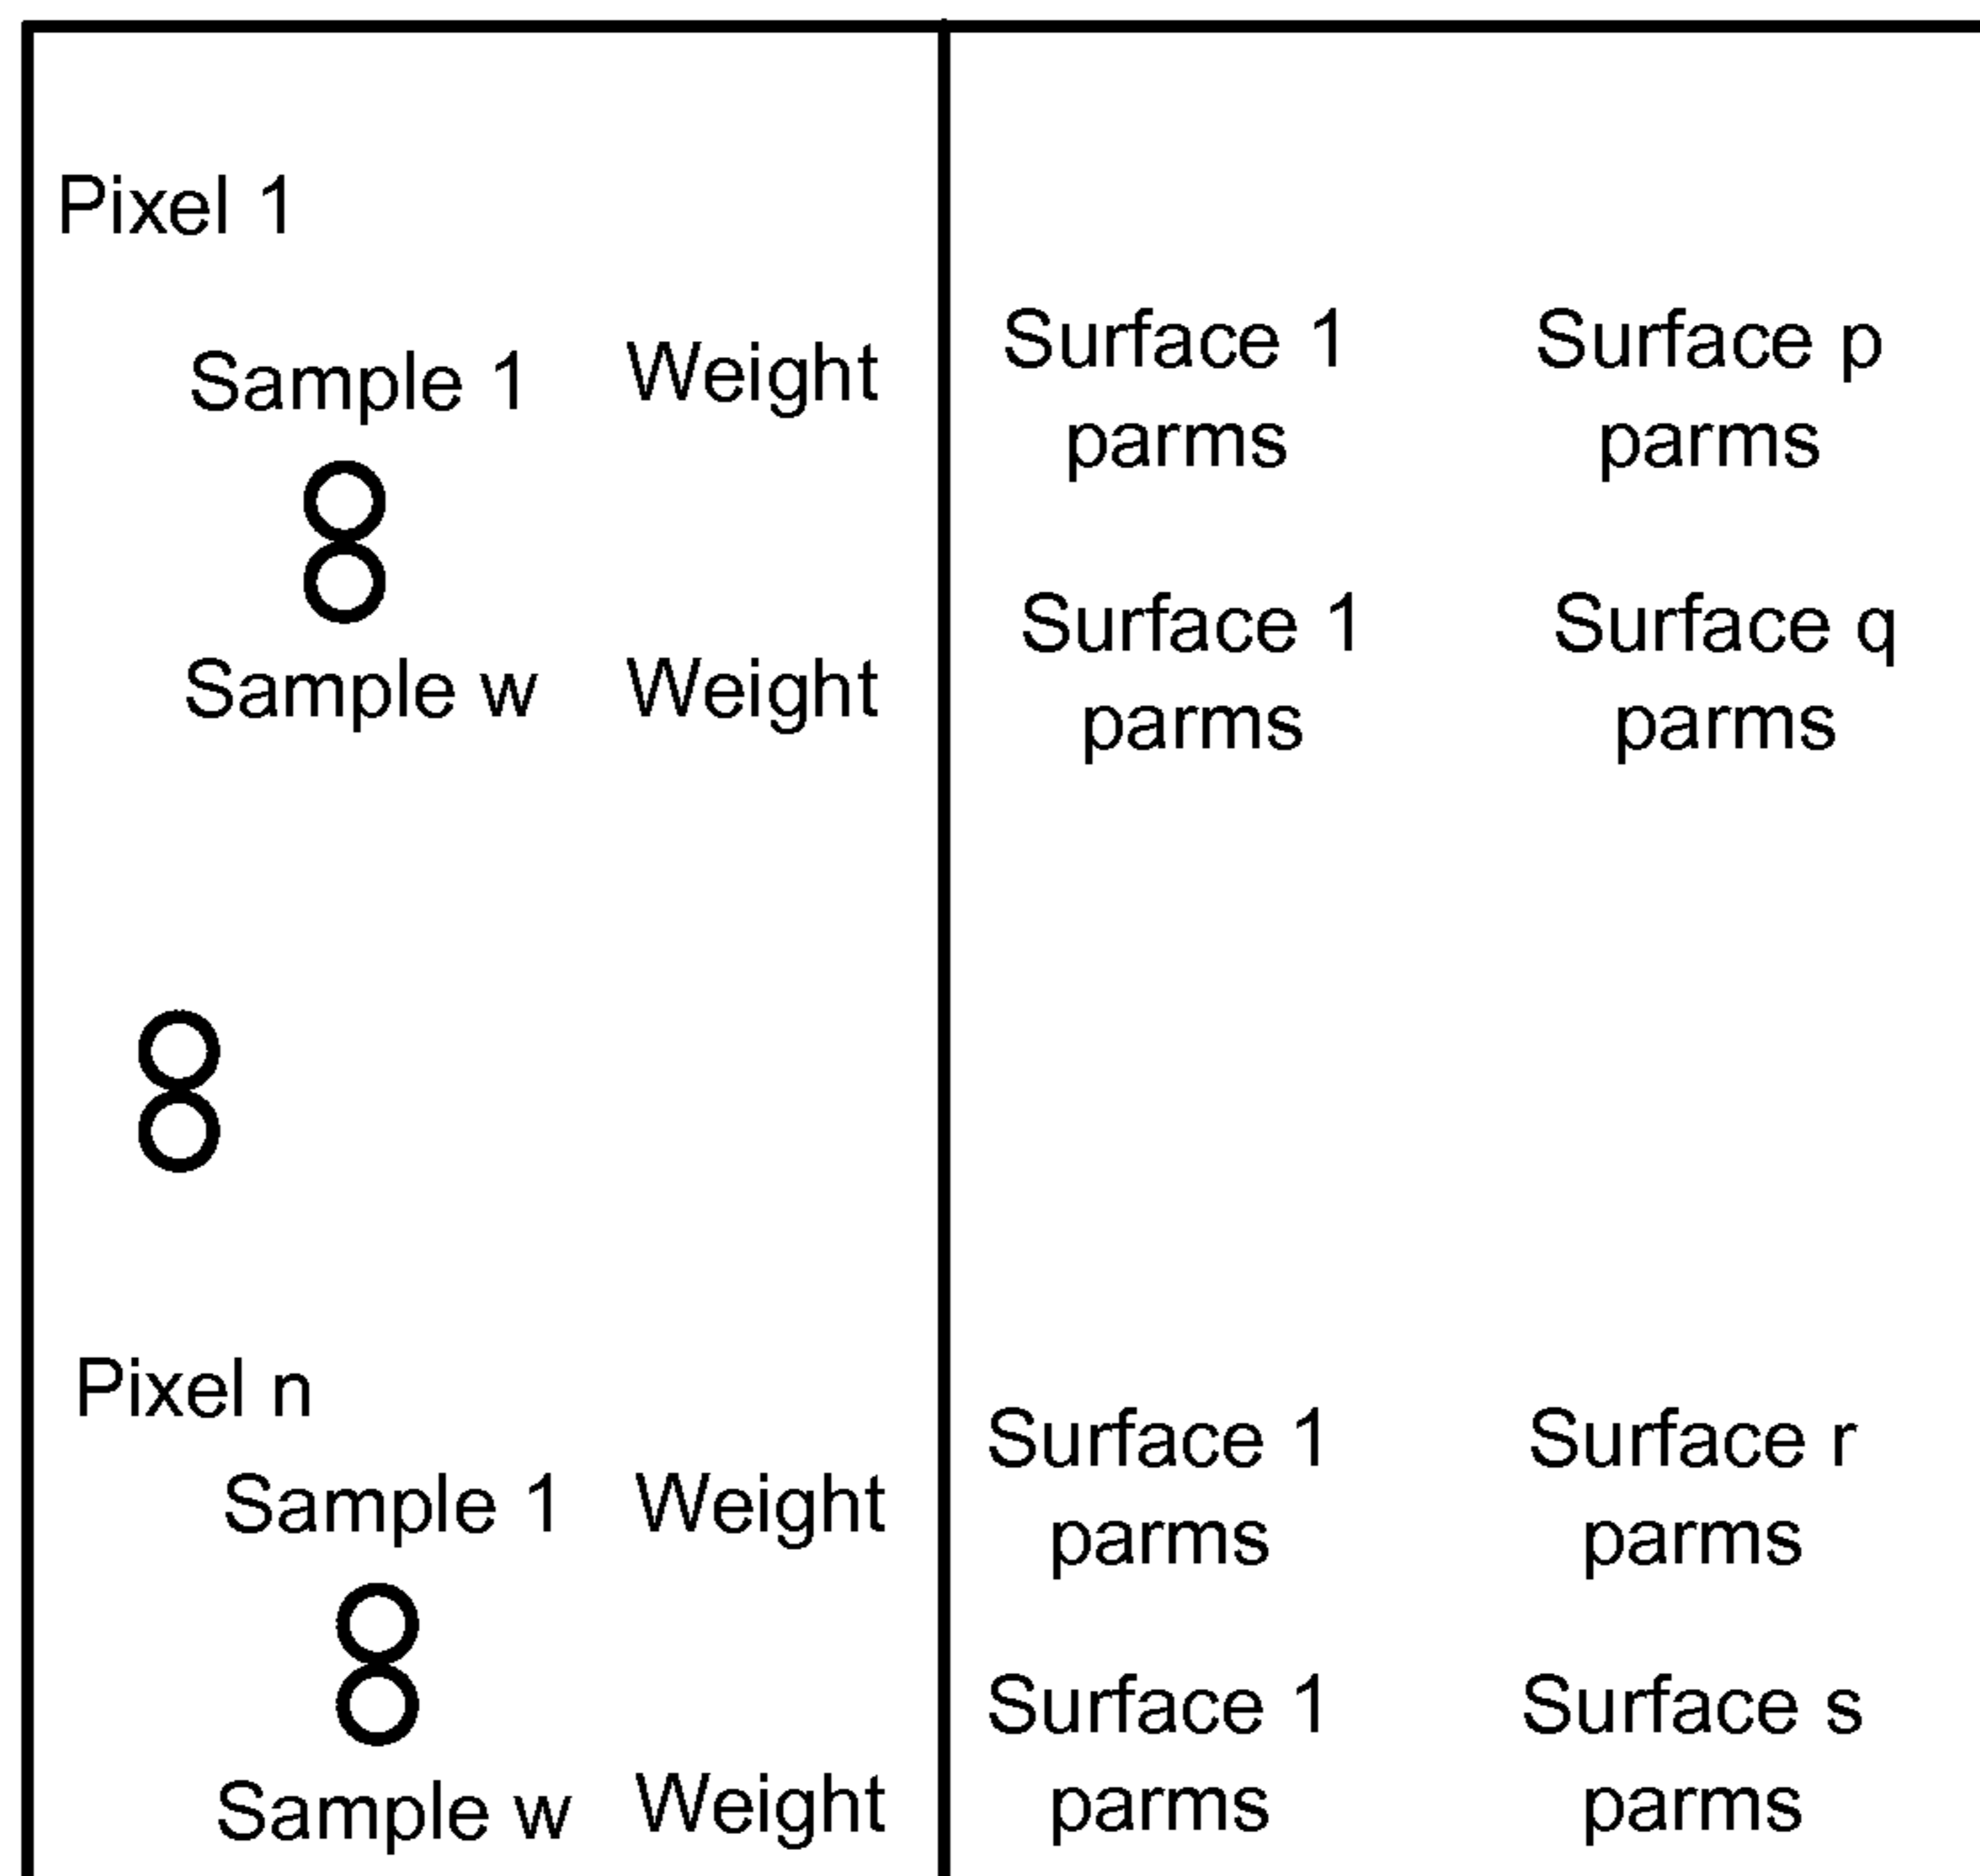 Pixel 1
Sample 1 Weight Surface 1 Surface p
parms parms
Sample w Weight Surface 1 Surface q
parms parms
Pixel n
Sample 1 Weight Surface 1 Surface r
parms parms
Sample w Weight Surface 1 Surface s
parms parms